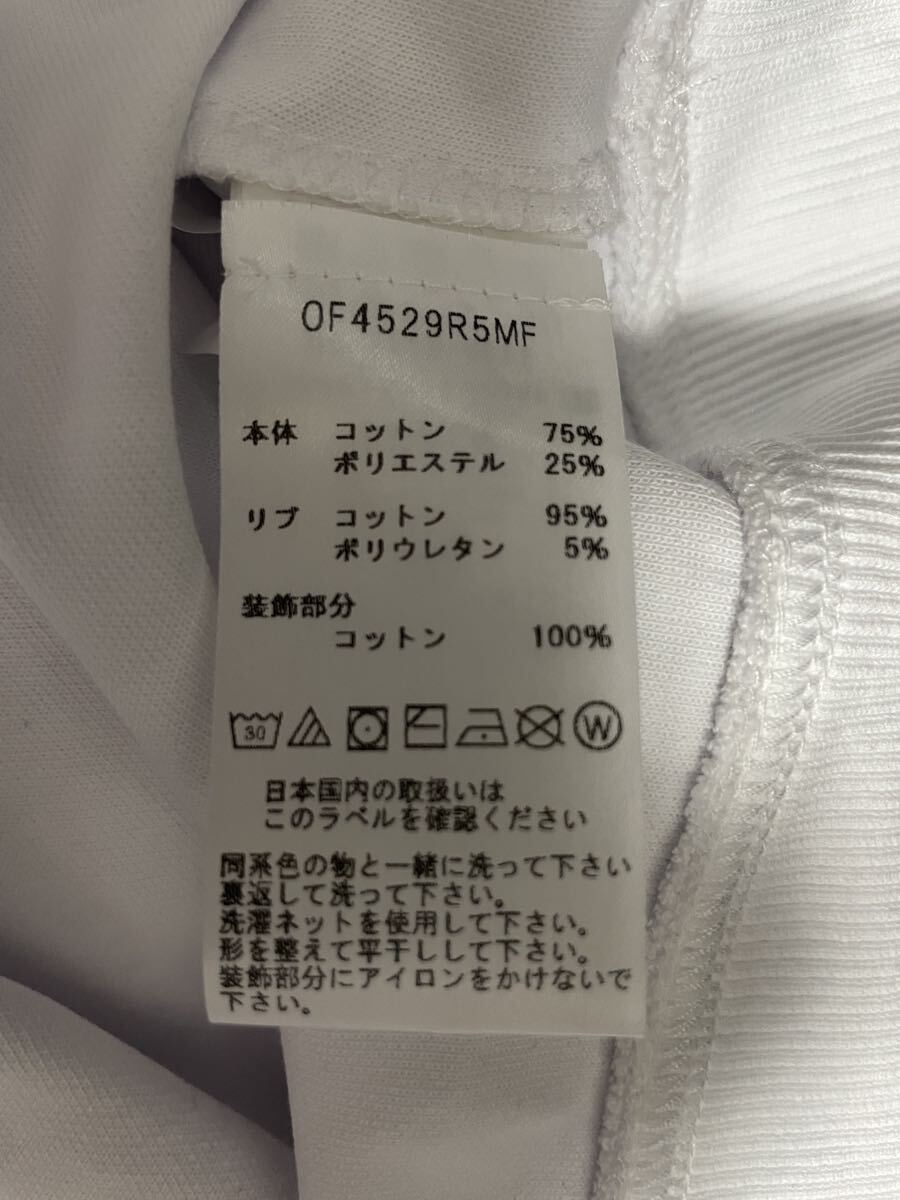 OF4529R5MF
本体 コットン 75%
ポリエステル 25%
リブ コットン 95%
ポリウレタン 5%
装飾部分
コットン 100%
30 W
日本国内の取扱いは
このラベルを確認ください
同系色の物と一緒に洗って下さい
裏返して洗って下さい。
洗濯ネットを使用して下さい。
形を整えて平干しして下さい。
装飾部分にアイロンをかけないで
下さい。